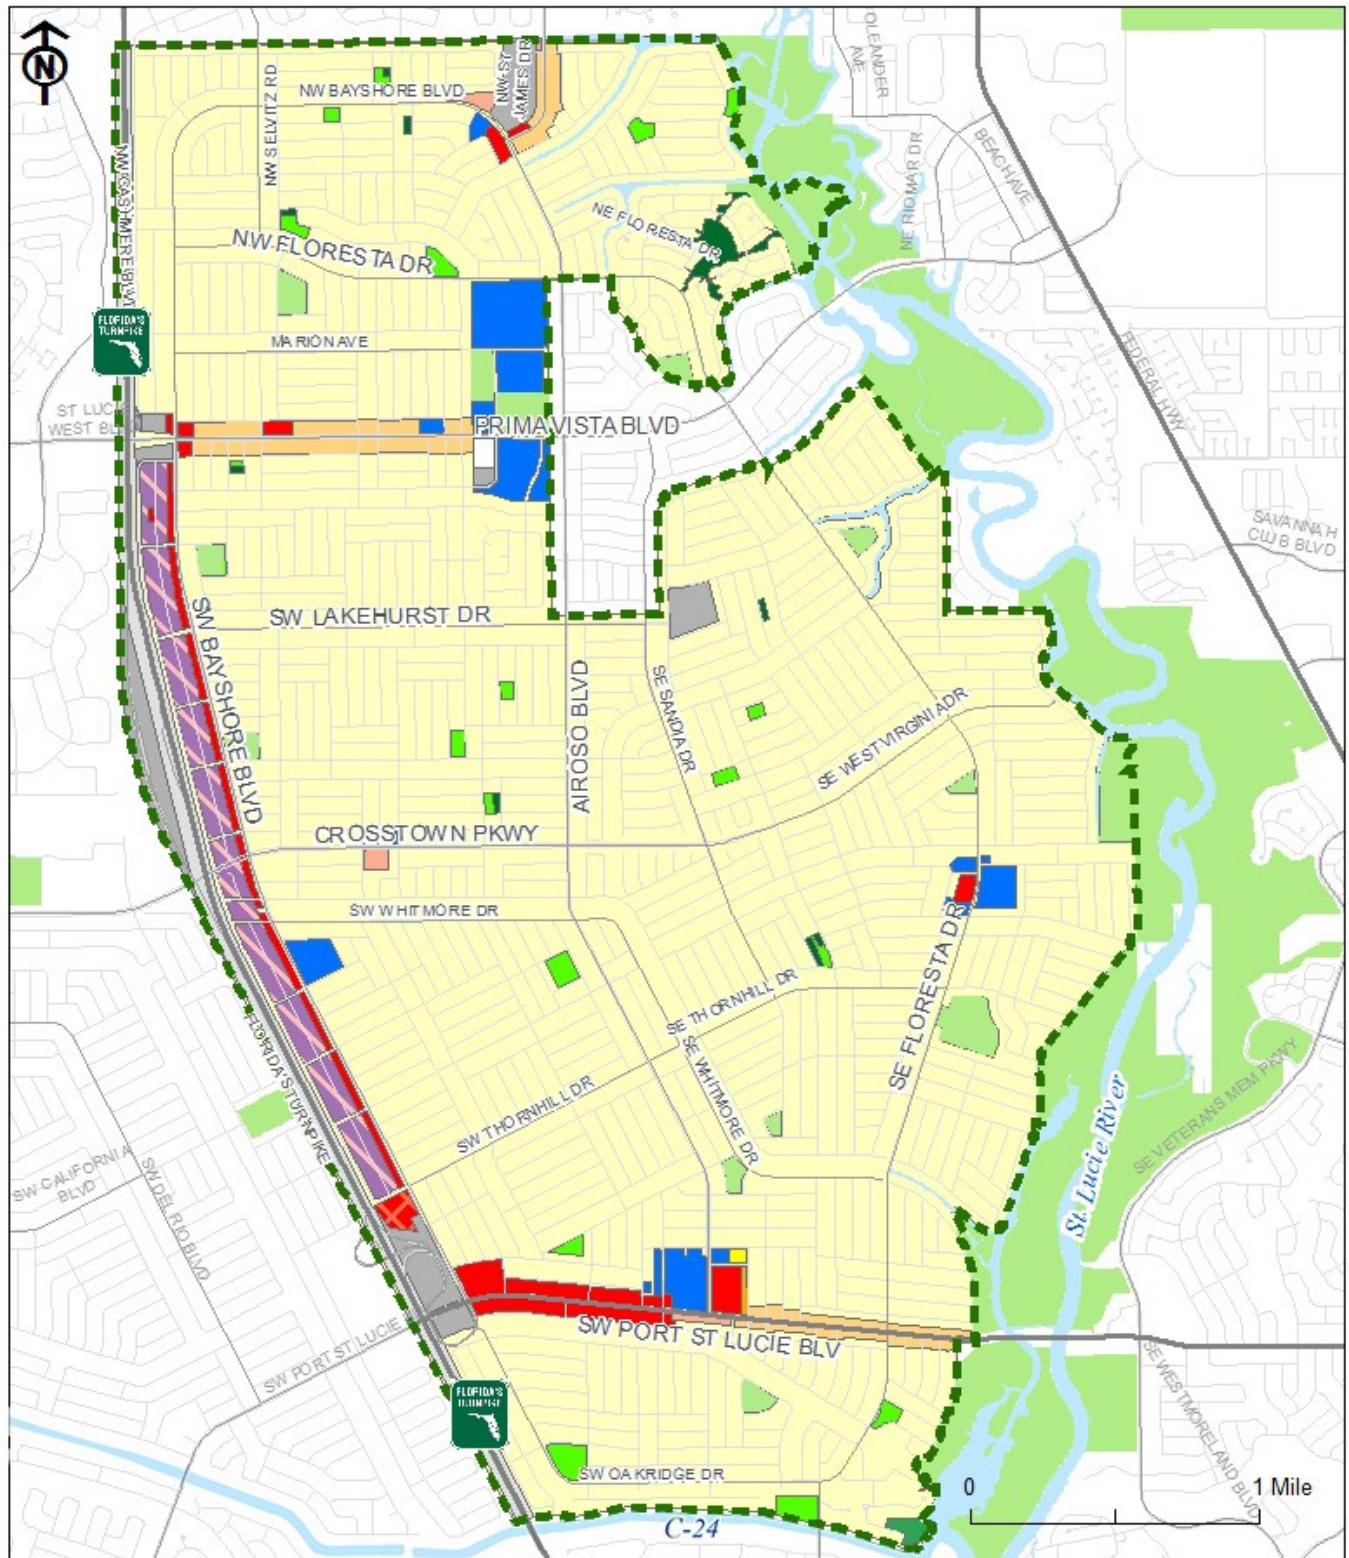 N
OLEANDER
AVE
NW SELVITZ RD
NW BAYSHORE BLVD
NW ST
JAMES DR
BEACH AVE
NE RIOMAR DR
NE FLORESTA DR
NW FLORESTA DR
FLORIDA'S
TURNPIKE
MARION AVE
FEDERAL HWY
ST LUCIE
WEST BL
PRIMA VISTA BLVD
SAVANNAH
CLUB BLVD
SW LAKEHURST DR
SW BAYSHORE BLVD
AIROSO BLVD
SE SANDIA DR
SE WEST VIRGINIA DR
CROSSTOWN PKWY
SW WHITMORE DR
SE FLORESTA DR
SE THORNHILL DR
FLORIDA'S TURNPIKE
SE WHITMORE DR
SE VETERANS MEM PKWY
SW THORNHILL DR
St. Lucie River
SW CALIFORNIA
BLVD
SW DEL RIO BLVD
SW PORT ST LUCIE
SW PORT ST LUCIE BLV
SE WESTMORELAND BLVD
FLORIDA'S
TURNPIKE
SW OAKRIDGE DR
0 1 Mile
C-24